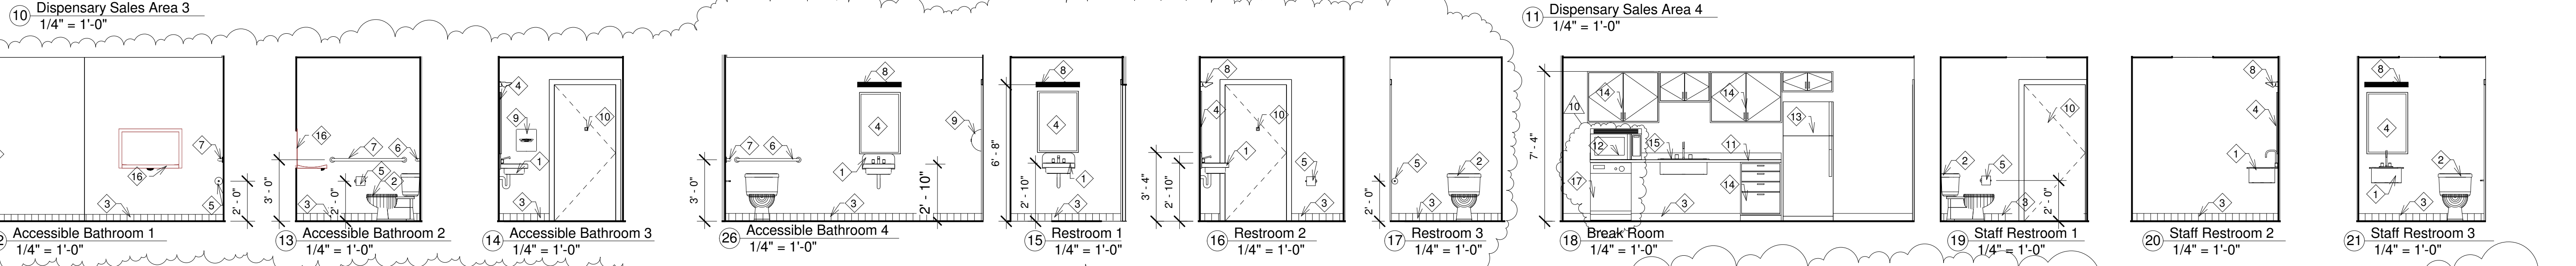 10 Dispensary Sales Area 3
1/4" = 1'-0"
11 Dispensary Sales Area 4
1/4" = 1'-0"
16
7
3
5
2' - 0"
Accessible Bathroom 1
1/4" = 1'-0"
16
7
6
5
2
3
3' - 0"
2' - 0"
13 Accessible Bathroom 2
1/4" = 1'-0"
4
9
10
1
3
14 Accessible Bathroom 3
1/4" = 1'-0"
8
4
9
7
6
1
3
3' - 0"
2' - 10"
26 Accessible Bathroom 4
1/4" = 1'-0"
8
4
1
3
6' - 8"
2' - 10"
15 Restroom 1
1/4" = 1'-0"
8
4
10
1
5
3
3' - 4"
2' - 10"
16 Restroom 2
1/4" = 1'-0"
5
2
3
2' - 0"
17 Restroom 3
1/4" = 1'-0"
7' - 4"
10
14
14
13
12
15
11
17
14
3
18 Break Room
1/4" = 1'-0"
10
2
5
3
2' - 0"
19 Staff Restroom 1
1/4" = 1'-0"
8
4
1
3
20 Staff Restroom 2
1/4" = 1'-0"
8
4
2
1
3
21 Staff Restroom 3
1/4" = 1'-0"